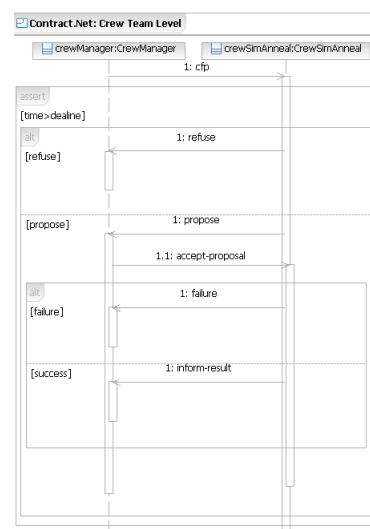 Contract.Net: Crew Team Level
crewManager:CrewManager
crewSimAnneal:CrewSimAnneal
1: cfp
assert
[time>dealine]
alt
1: refuse
[refuse]
1: propose
[propose]
1.1: accept-proposal
alt
1: failure
[failure]
1: inform-result
[success]